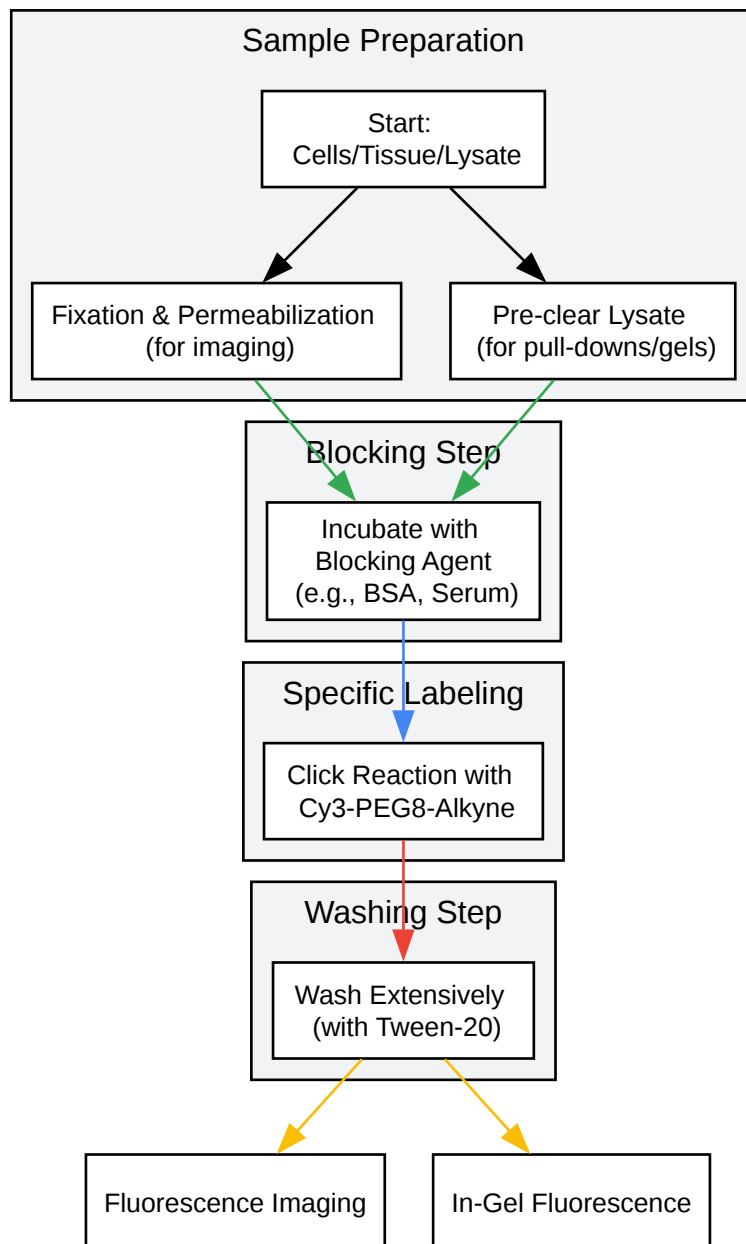 Sample Preparation
Start:
Cells/Tissue/Lysate
Fixation & Permeabilization
(for imaging)
Pre-clear Lysate
(for pull-downs/gels)
Blocking Step
Incubate with
Blocking Agent
(e.g., BSA, Serum)
Specific Labeling
Click Reaction with
Cy3-PEG8-Alkyne
Washing Step
Wash Extensively
(with Tween-20)
Fluorescence Imaging
In-Gel Fluorescence